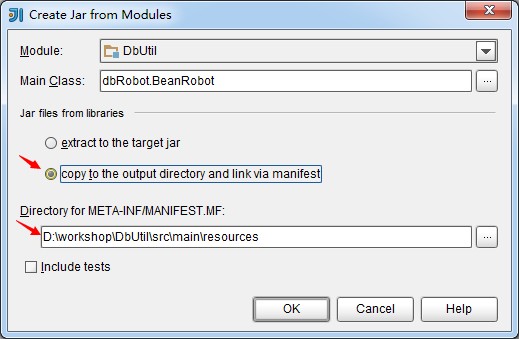 Create Jar from Modules
Module: DbUtil
Main Class: dbRobot.BeanRobot ...
Jar files from libraries
extract to the target jar
copy to the output directory and link via manifest
Directory for META-INF/MANIFEST.MF:
D:\workshop\DbUtil\src\main\resources ...
Include tests
OK Cancel Help